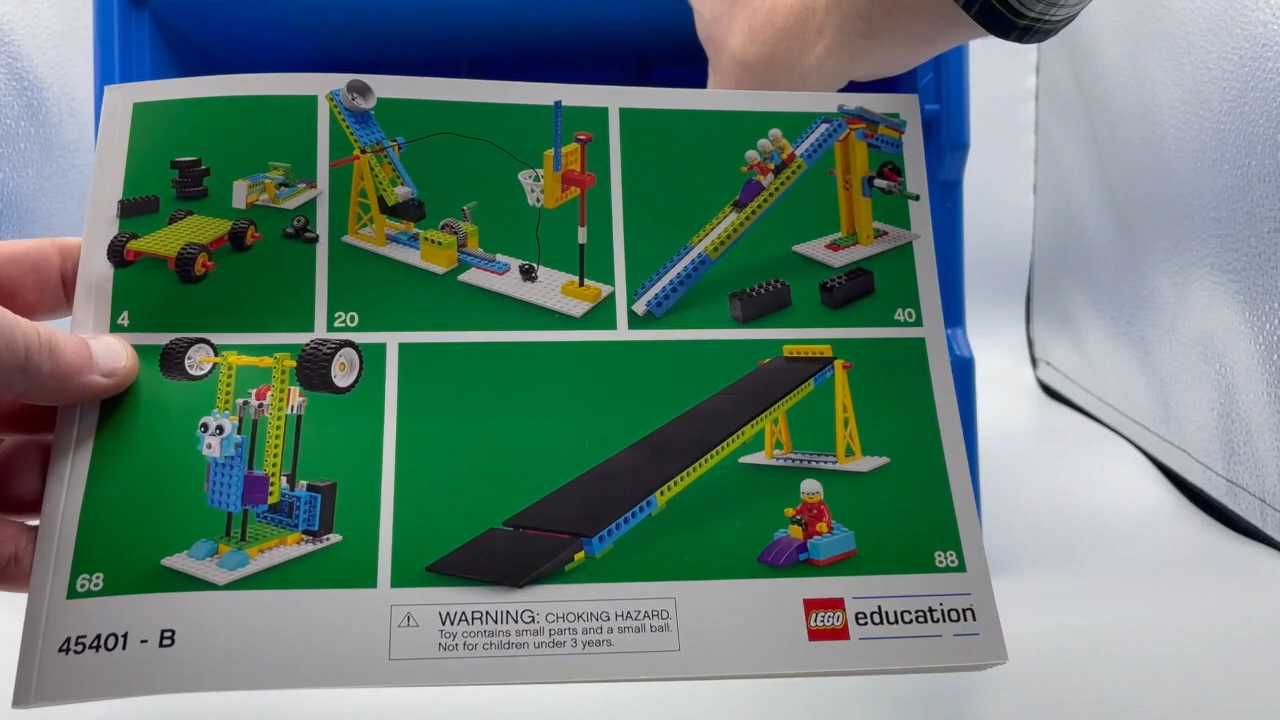 4
20
40
68
88
45401 - B
WARNING: CHOKING HAZARD.
Toy contains small parts and a small ball.
Not for children under 3 years.
LEGO education